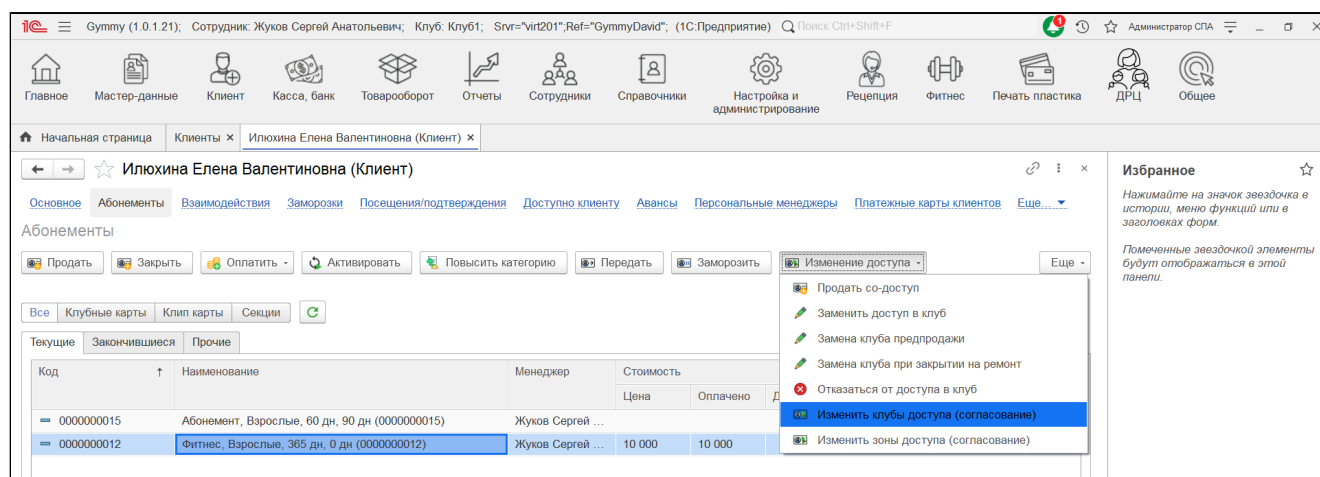 Gymmy (1.0.1.21); Сотрудник: Жуков Сергей Анатольевич; Клуб: Клуб1; Srvr="virt201";Ref="GymmyDavid"; (1С:Предприятие) Поиск Ctrl+Shift+F 9 Администратор СПА
Главное Мастер-данные Клиент Касса, банк Товарооборот Отчеты Сотрудники Справочники Настройка и администрирование Рецепция Фитнес Печать пластика ДРЦ Общее
Начальная страница Клиенты × Илюхина Елена Валентиновна (Клиент) ×
Илюхина Елена Валентиновна (Клиент)
Основное Абонементы Взаимодействия Заморозки Посещения/подтверждения Доступно клиенту Авансы Персональные менеджеры Платежные карты клиентов Еще...
Абонементы
Продать Закрыть Оплатить Активировать Повысить категорию Передать Заморозить Изменение доступа Еще
Продать со-доступ
Заменить доступ в клуб
Замена клуба предпродажи
Замена клуба при закрытии на ремонт
Отказаться от доступа в клуб
Изменить клубы доступа (согласование)
Изменить зоны доступа (согласование)
Все Клубные карты Клип карты Секции
Текущие Закончившиеся Прочие
Код ↑ Наименование Менеджер Стоимость
Цена Оплачено
0000000015 Абонемент, Взрослые, 60 дн, 90 дн (0000000015) Жуков Сергей ...
0000000012 Фитнес, Взрослые, 365 дн, 0 дн (0000000012) Жуков Сергей ... 10 000 10 000
Избранное
Нажимайте на значок звездочка в
истории, меню функций или в
заголовках форм.
Помеченные звездочкой элементы
будут отображаться в этой
панели.